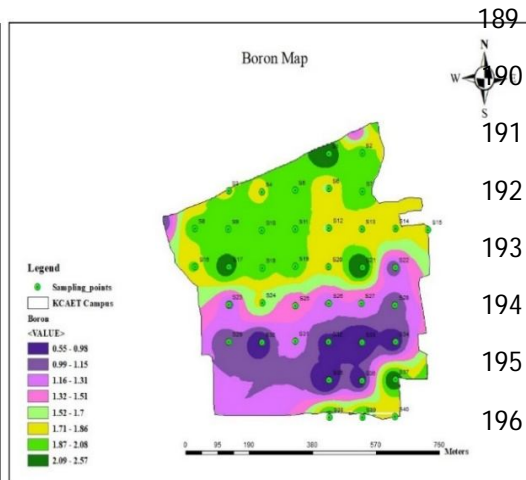 189
Boron Map
N
W
S
190
191
192
193
194
195
196
S2
S3
S4
S5
S6
S7
S8
S9
S10
S11
S12
S13
S14
S15
S16
S17
S18
S19
S20
S21
S22
S23
S24
S25
S26
S27
S28
S29
S30
S31
S32
S33
S34
S40
Legend
Sampling_points
KCAET Campus
Boron
<VALUE>
0.55 - 0.98
0.99 - 1.15
1.16 - 1.31
1.32 - 1.51
1.52 - 1.7
1.71 - 1.86
1.87 - 2.08
2.09 - 2.57
0 95 190 380 570 760
Meters